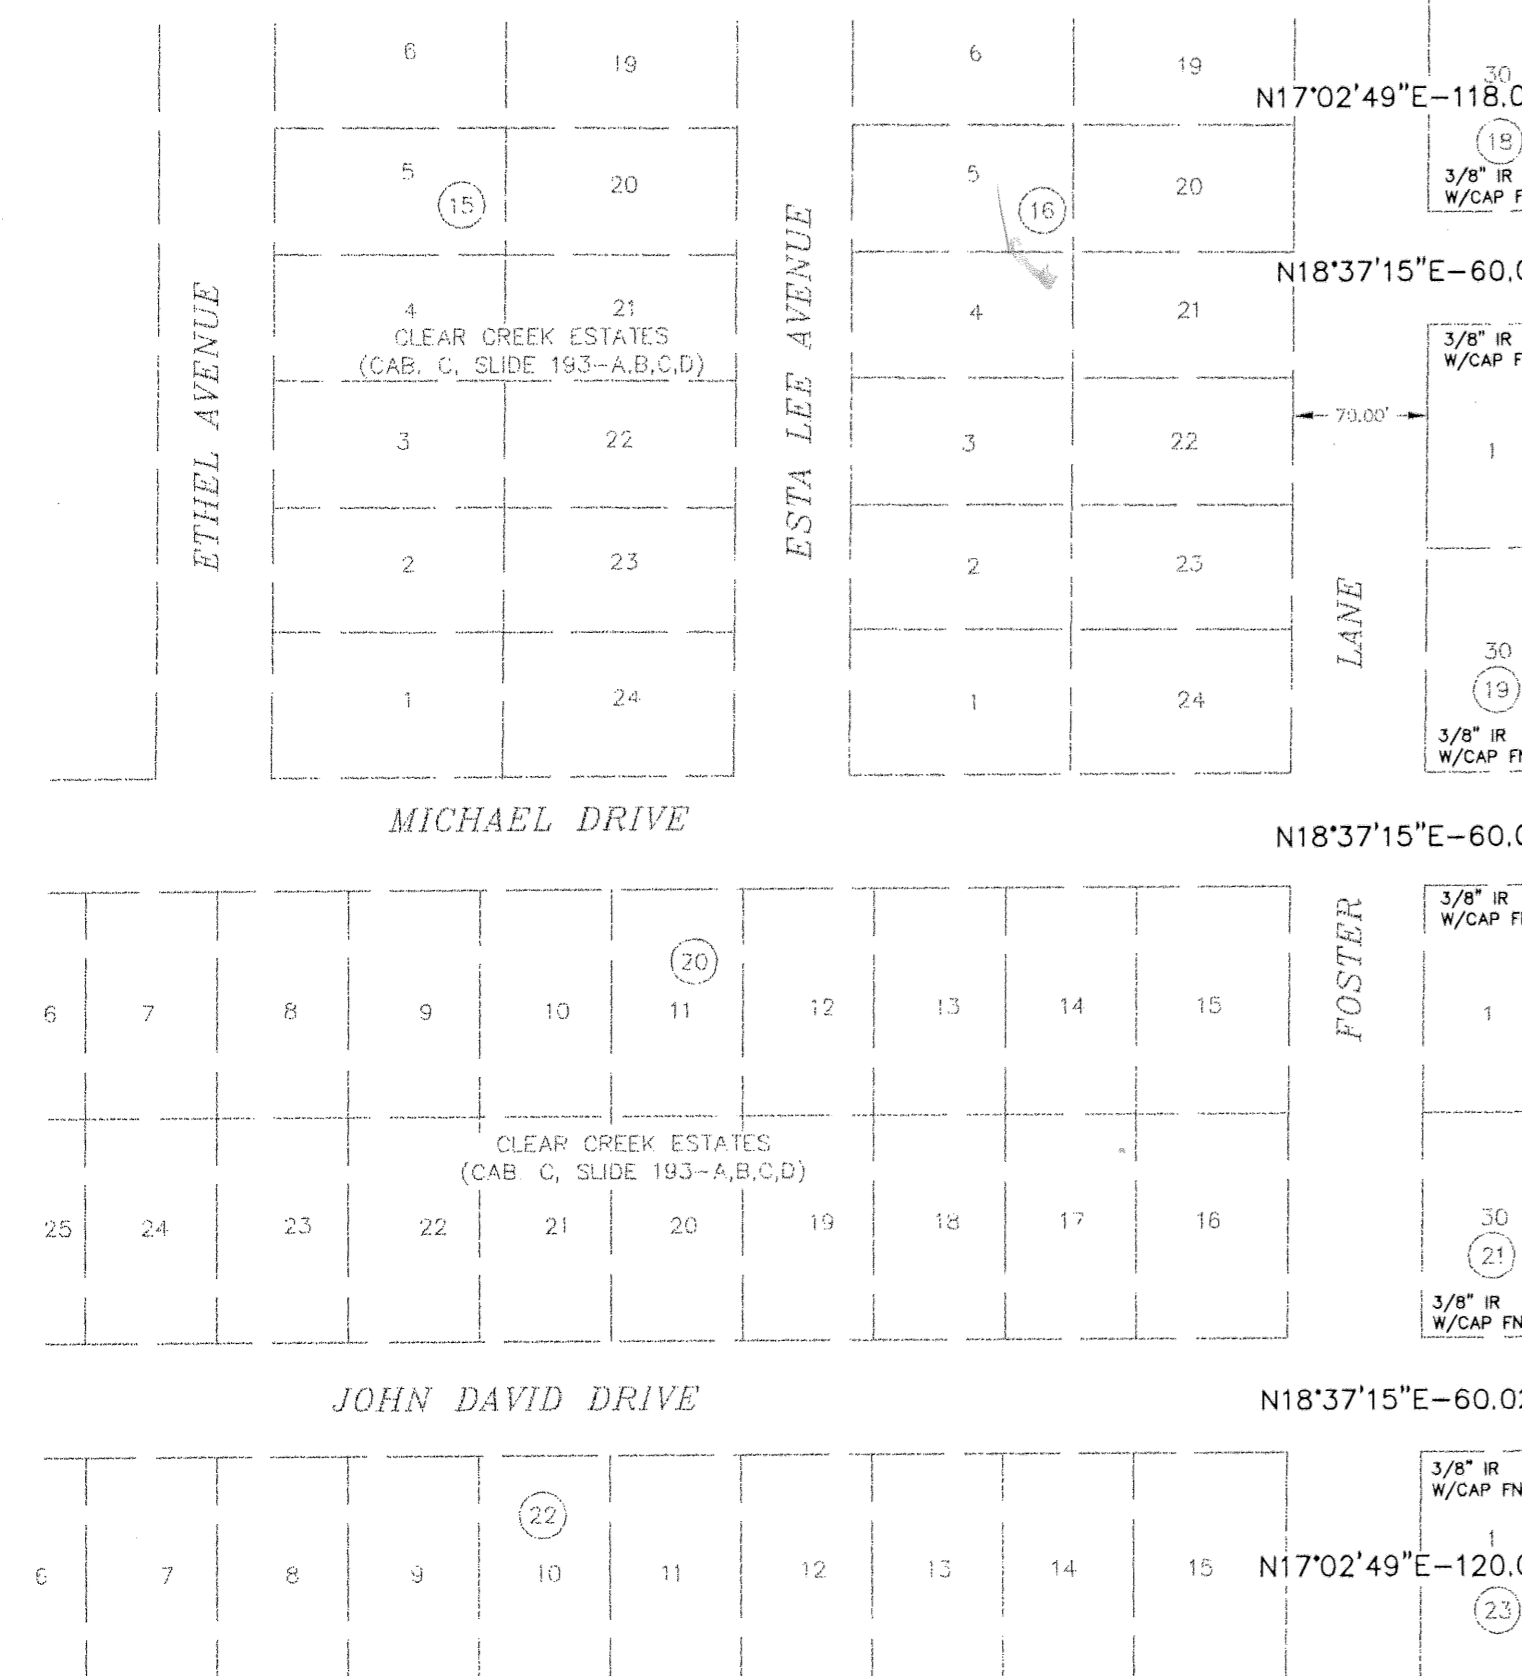 6
19
6
19
30
N17°02'49"E-118.0
18
5
20
5
20
3/8" IR
W/CAP F
15
16
N18°37'15"E-60.0
4
21
4
21
CLEAR CREEK ESTATES
(CAB. C, SLIDE 193-A,B,C,D)
3/8" IR
W/CAP F
ETHEL AVENUE
ESTA LEE AVENUE
70.00'
3
22
3
22
1
2
23
2
23
FOSTER LANE
30
19
1
24
1
24
3/8" IR
W/CAP F
MICHAEL DRIVE
N18°37'15"E-60.0
3/8" IR
W/CAP F
20
6
7
8
9
10
11
12
13
14
15
1
CLEAR CREEK ESTATES
(CAB. C, SLIDE 193-A,B,C,D)
25
24
23
22
21
20
19
18
17
16
30
21
3/8" IR
W/CAP FN
JOHN DAVID DRIVE
N18°37'15"E-60.02
3/8" IR
W/CAP FN
22
1
6
7
8
9
10
11
12
13
14
15
N17°02'49"E-120.0
23